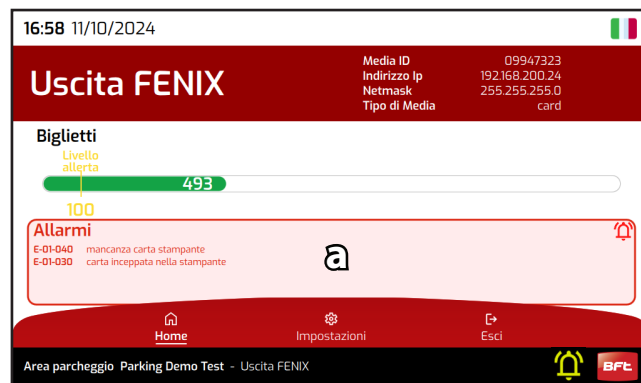 16:58 11/10/2024
Uscita FENIX
Media ID 09947323
Indirizzo Ip 192.168.200.24
Netmask 255.255.255.0
Tipo di Media card
Biglietti
Livello
allerta
493
100
Allarmi
E-01-040 mancanza carta stampante
E-01-030 carta inceppata nella stampante
a
Home Impostazioni Esci
Area parcheggio Parking Demo Test - Uscita FENIX
BFt